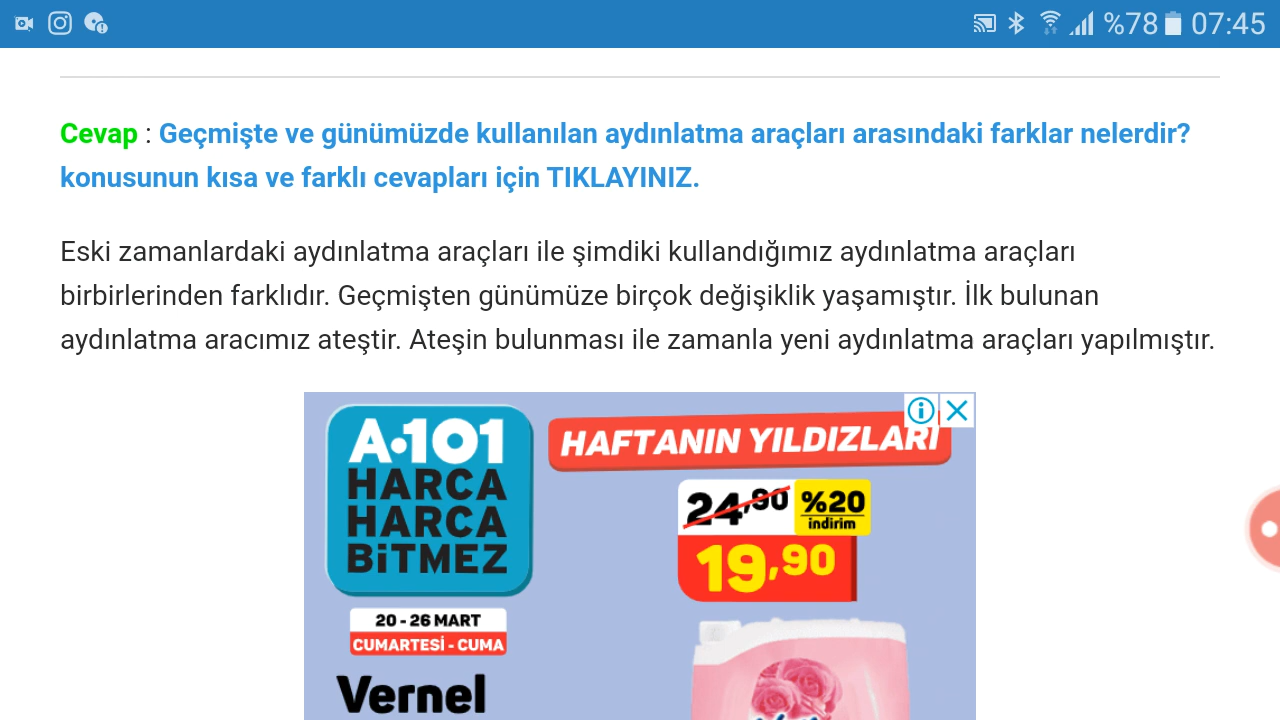 %78 07:45
Cevap : Geçmişte ve günümüzde kullanılan aydınlatma araçları arasındaki farklar nelerdir?
konusunun kısa ve farklı cevapları için TIKLAYINIZ.
Eski zamanlardaki aydınlatma araçları ile şimdiki kullandığımız aydınlatma araçları
birbirlerinden farklıdır. Geçmişten günümüze birçok değişiklik yaşamıştır. İlk bulunan
aydınlatma aracımız ateştir. Ateşin bulunması ile zamanla yeni aydınlatma araçları yapılmıştır.
A·101
HARCA
HARCA
BiTMEZ
20 - 26 MART
CUMARTESİ - CUMA
Vernel
HAFTANIN YILDIZLARI
24,90
%20
indirim
19,90